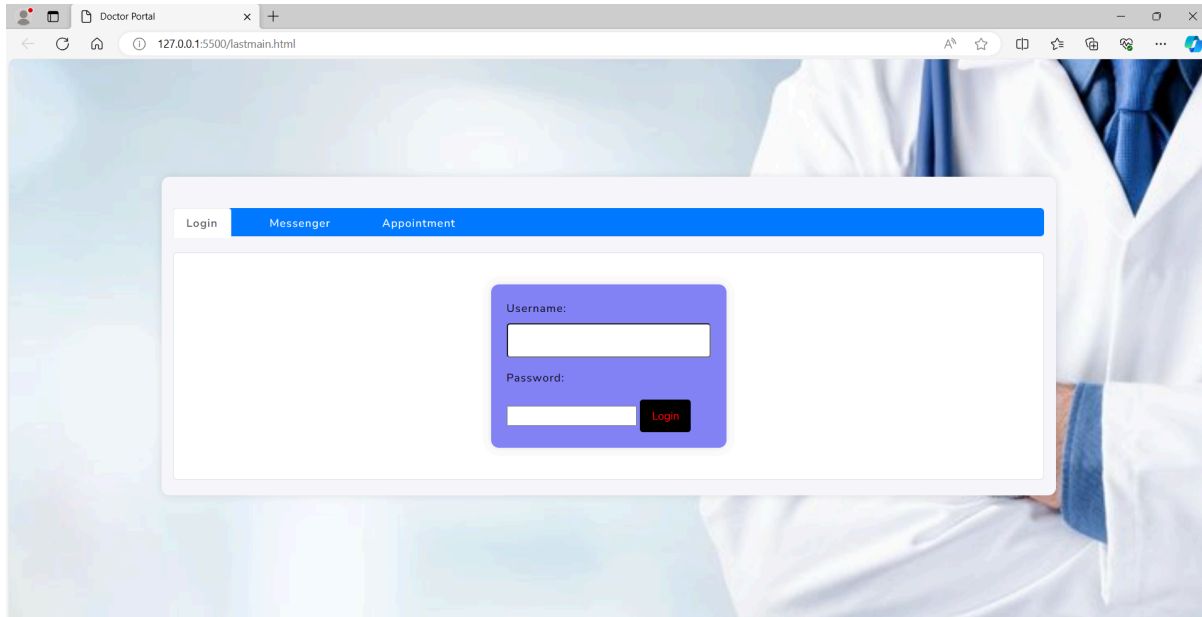 Doctor Portal
127.0.0.1:5500/lastmain.html
Login Messenger Appointment
Username:
Password:
Login